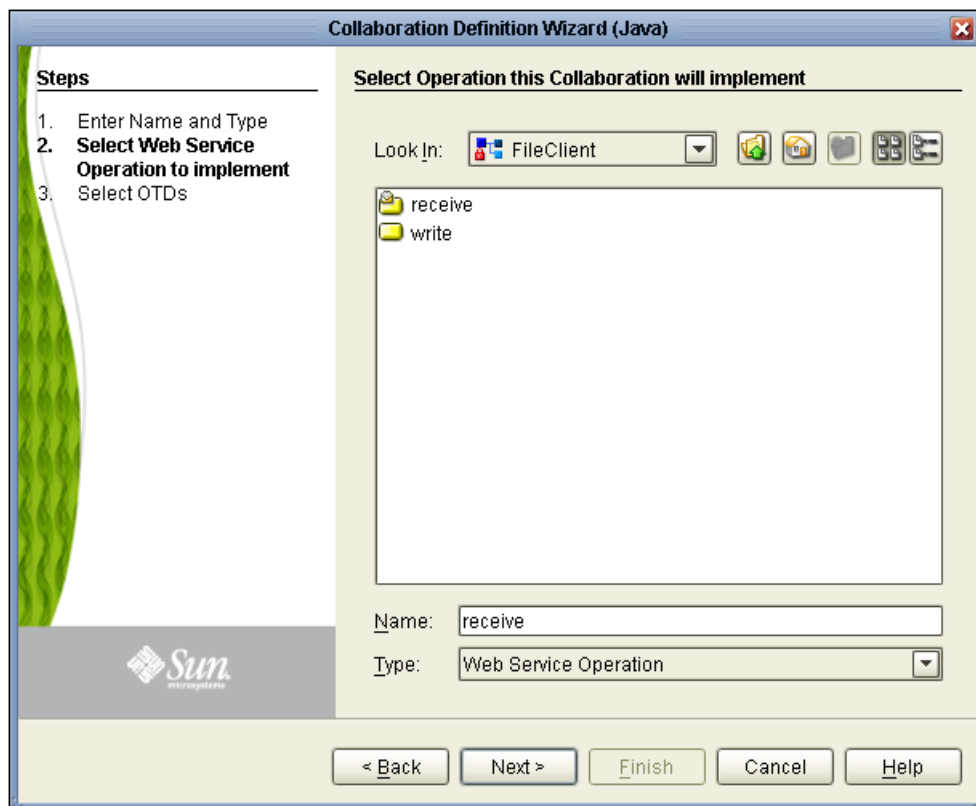 Collaboration Definition Wizard (Java)
Steps
1. Enter Name and Type
2. Select Web Service
Operation to implement
3. Select OTDs
Select Operation this Collaboration will implement
Look In: FileClient
receive
write
Name: receive
Type: Web Service Operation
Sun
microsystems
< Back Next > Finish Cancel Help